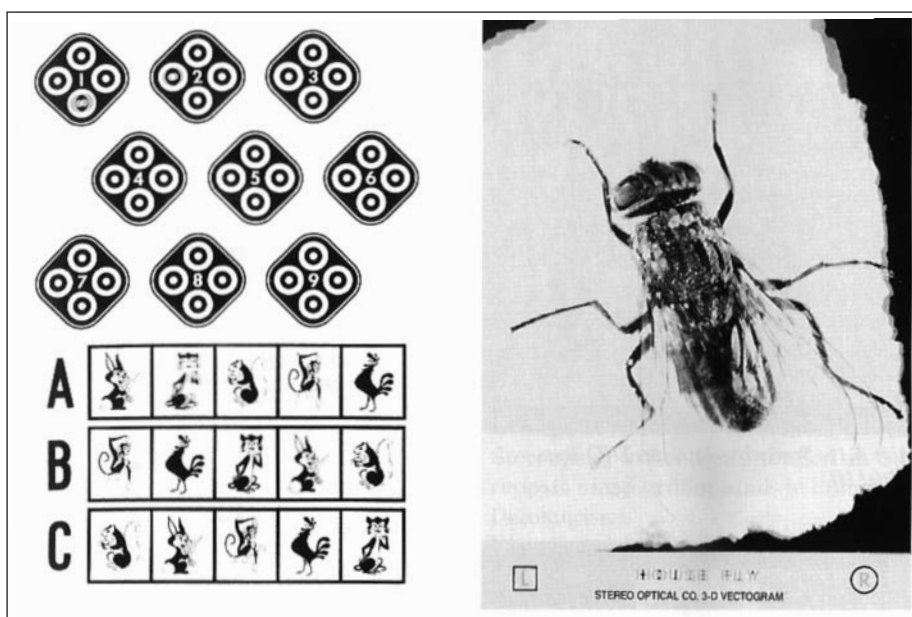 1 2 3
4 5 6
7 8 9
A
B
C
L HOUSE FLY R
STEREO OPTICAL CO. 3-D VECTOGRAM